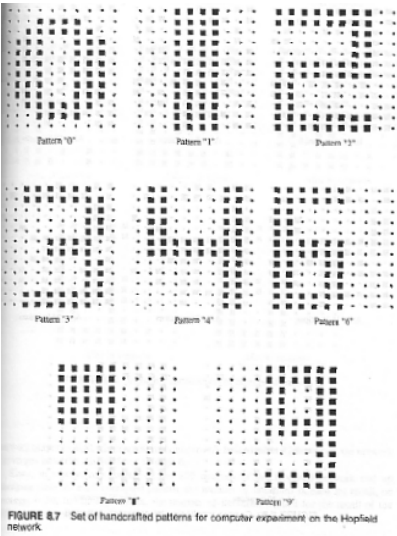 Pattern "0" Pattern "1" Pattern "2"
Pattern "3" Pattern "4" Pattern "6"
Pattern "■" Pattern "9"
FIGURE 8.7 Set of handcrafted patterns for computer experiment on the Hopfield
network.